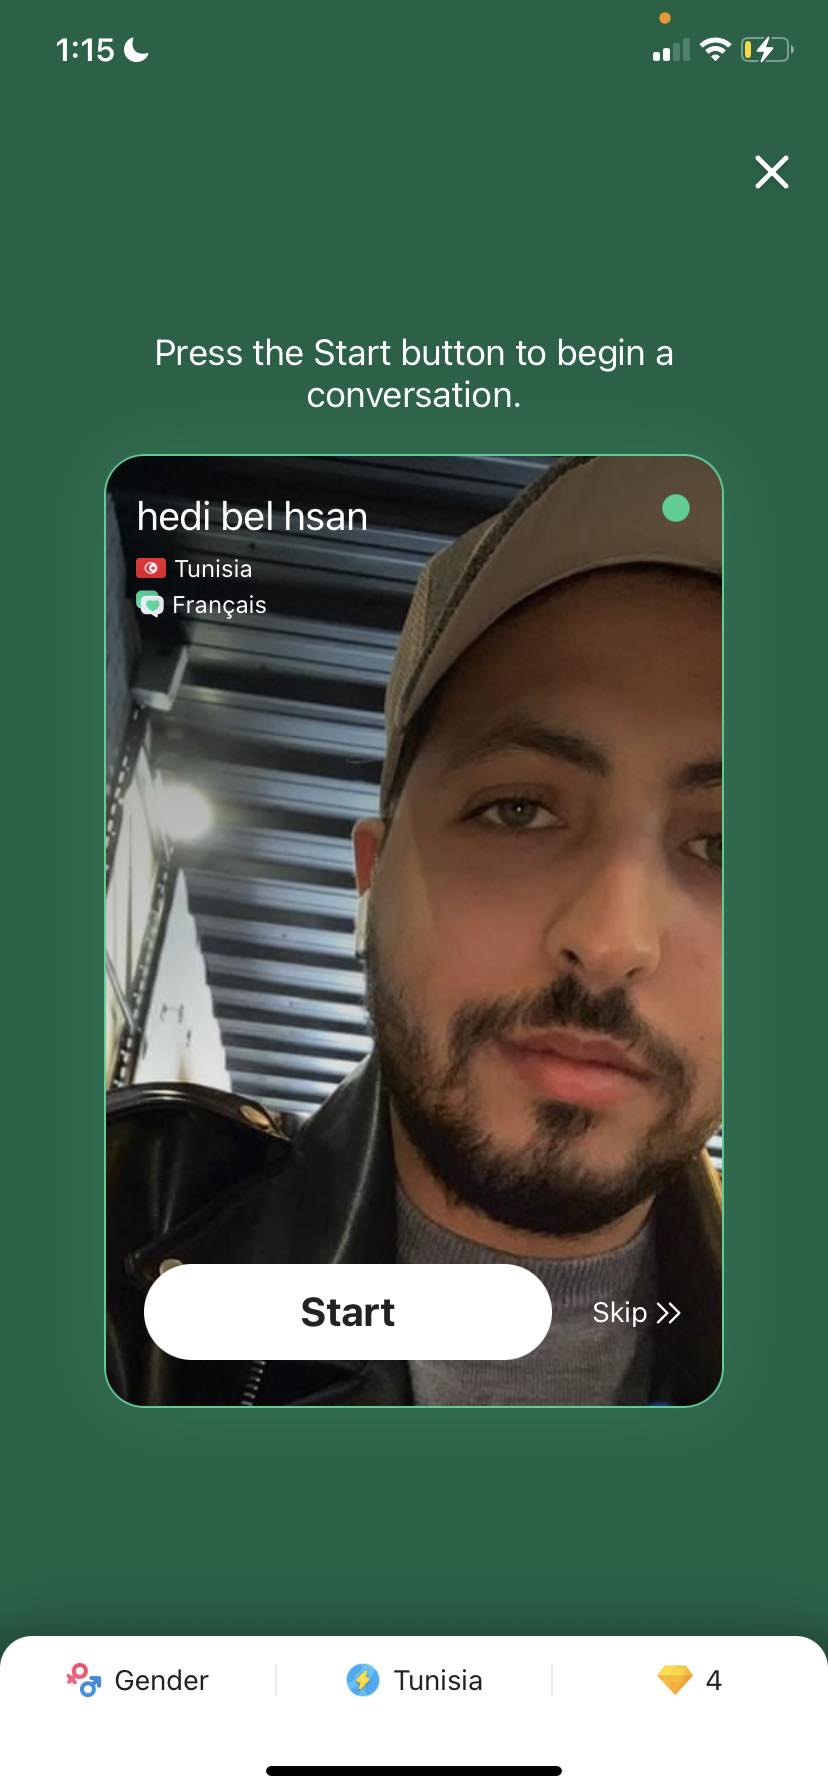 1:15
Press the Start button to begin a
conversation.
hedi bel hsan
Tunisia
Français
Start
Skip
Gender
Tunisia
4